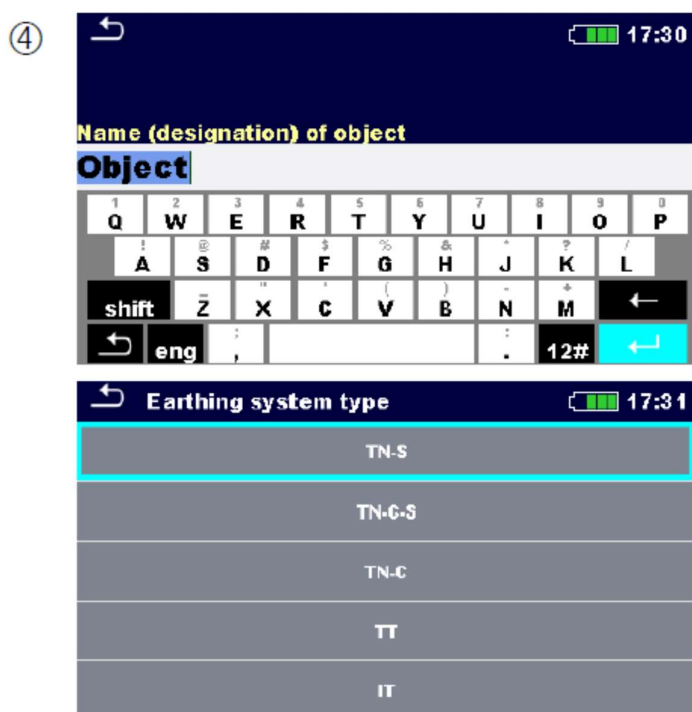 ④
17:30
Name (designation) of object
Object
1 2 3 4 5 6 7 8 9 0
Q W E R T Y U I O P
! @ # $ % & * ? /
A S D F G H J K L
_ " ' ( ) - +
shift Z X C V B N M ←
; :
eng , . 12#
Earthing system type 17:31
TN-S
TN-C-S
TN-C
TT
IT